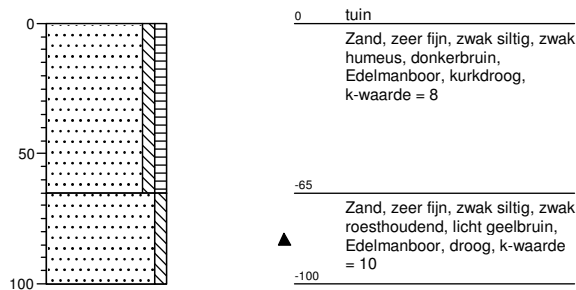 0
50
100
0 tuin
Zand, zeer fijn, zwak siltig, zwak
humeus, donkerbruin,
Edelmanboor, kurkdroog,
k-waarde = 8
-65
Zand, zeer fijn, zwak siltig, zwak
roesthoudend, licht geelbruin,
Edelmanboor, droog, k-waarde
= 10
-100